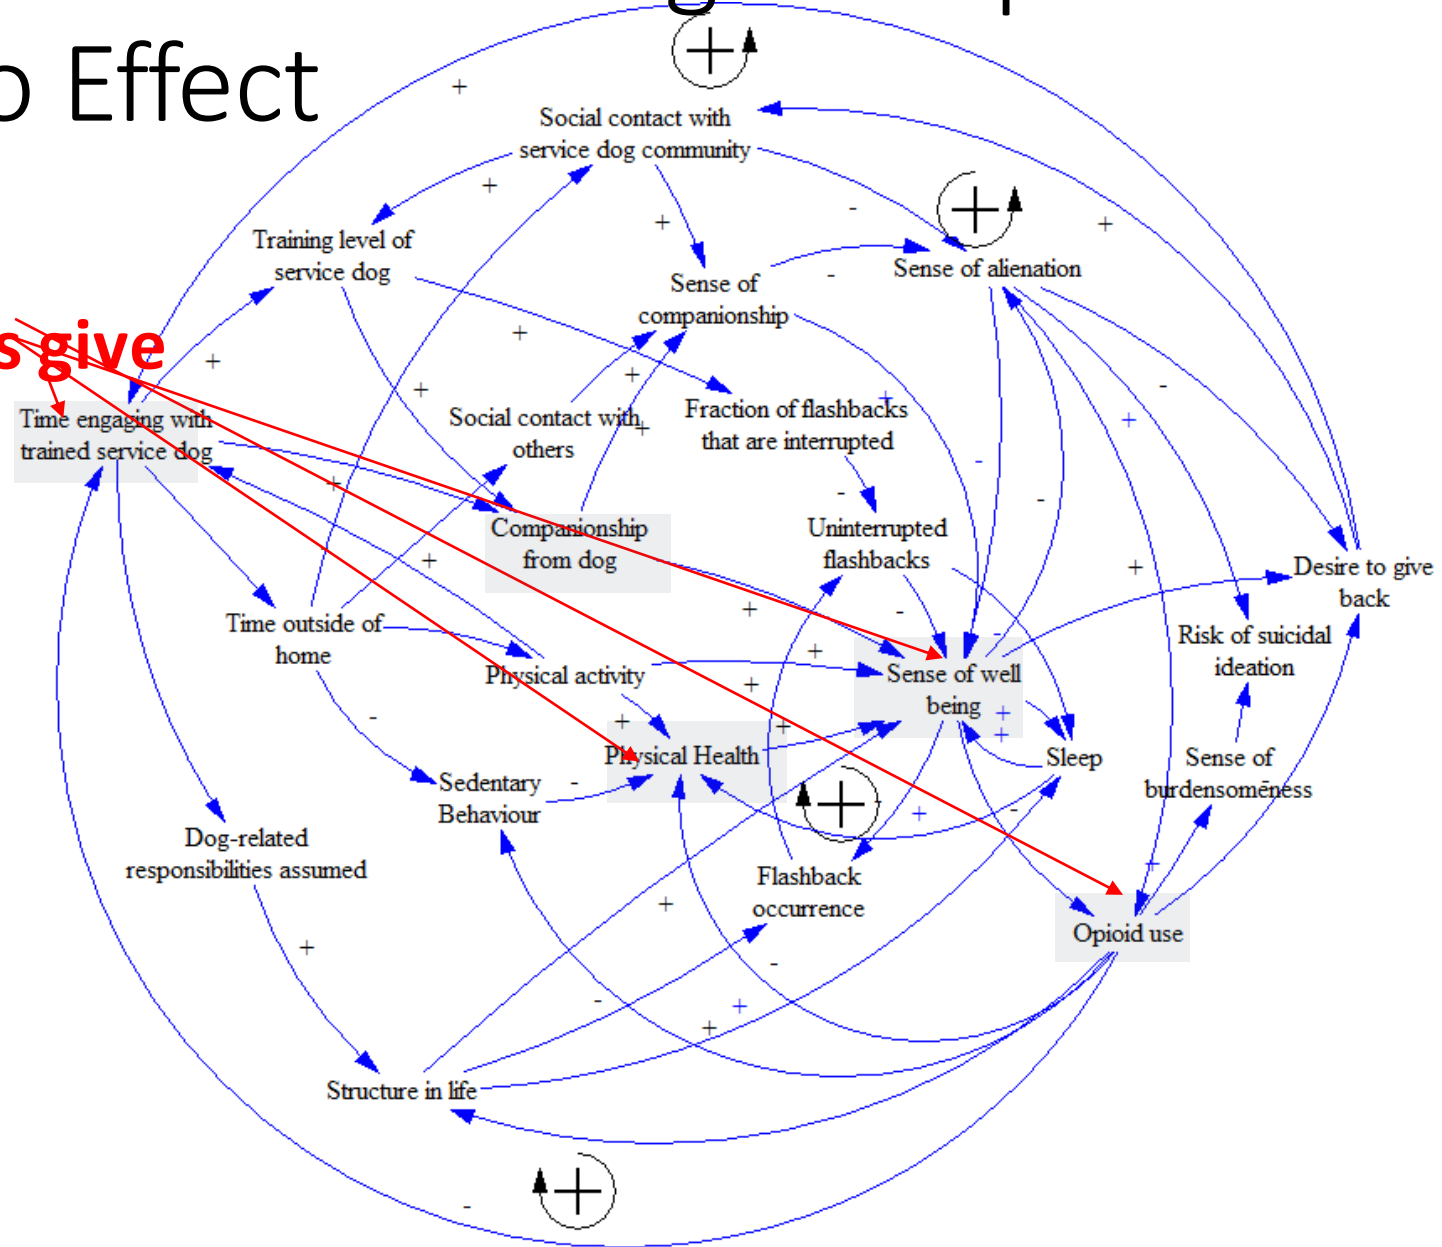 o Effect
Social contact with
service dog community
Training level of
service dog
Sense of alienation
Sense of
companionship
s give
Time engaging with
trained service dog
Social contact with
others
Fraction of flashbacks
that are interrupted
Companionship
from dog
Uninterrupted
flashbacks
Desire to give
back
Time outside of
home
Risk of suicidal
ideation
Physical activity
Sense of well
being
Physical Health
Sleep
Sense of
burdensomeness
Sedentary
Behaviour
Dog-related
responsibilities assumed
Flashback
occurrence
Opioid use
Structure in life